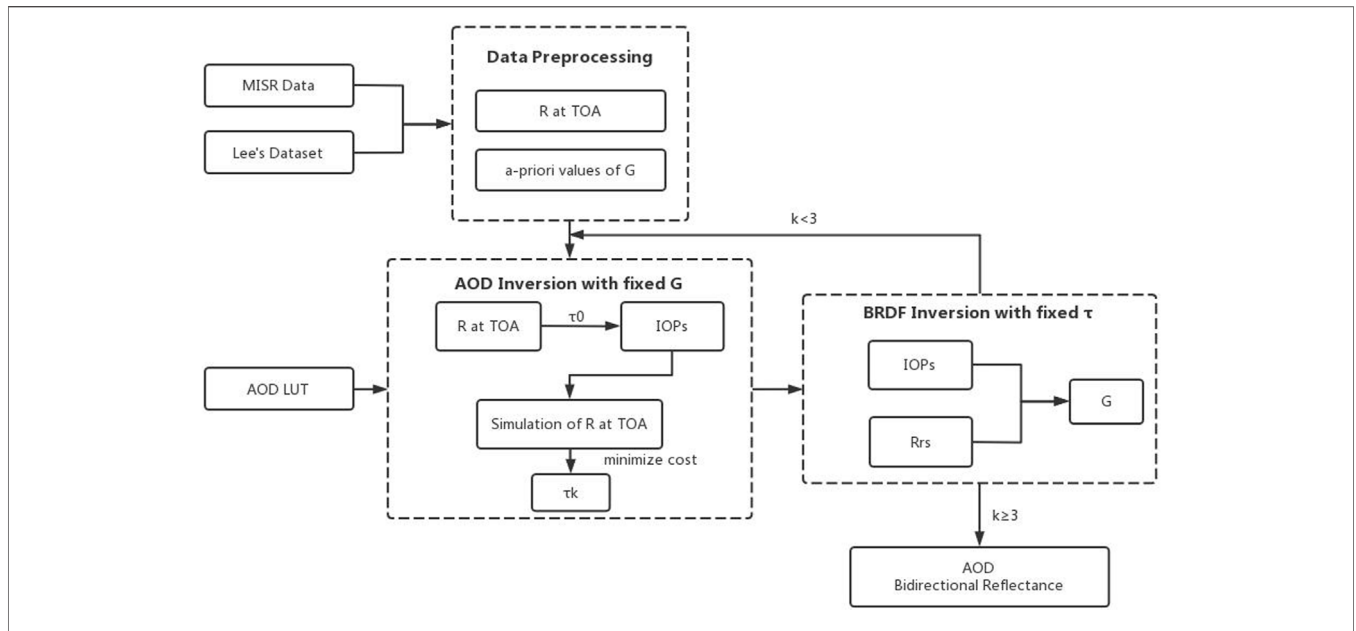 Data Preprocessing
MISR Data
R at TOA
Lee's Dataset
a-priori values of G
k<3
AOD Inversion with fixed G
BRDF Inversion with fixed τ
R at TOA
τ0
IOPs
IOPs
AOD LUT
G
Simulation of R at TOA
Rrs
minimize cost
τk
k≥3
AOD
Bidirectional Reflectance